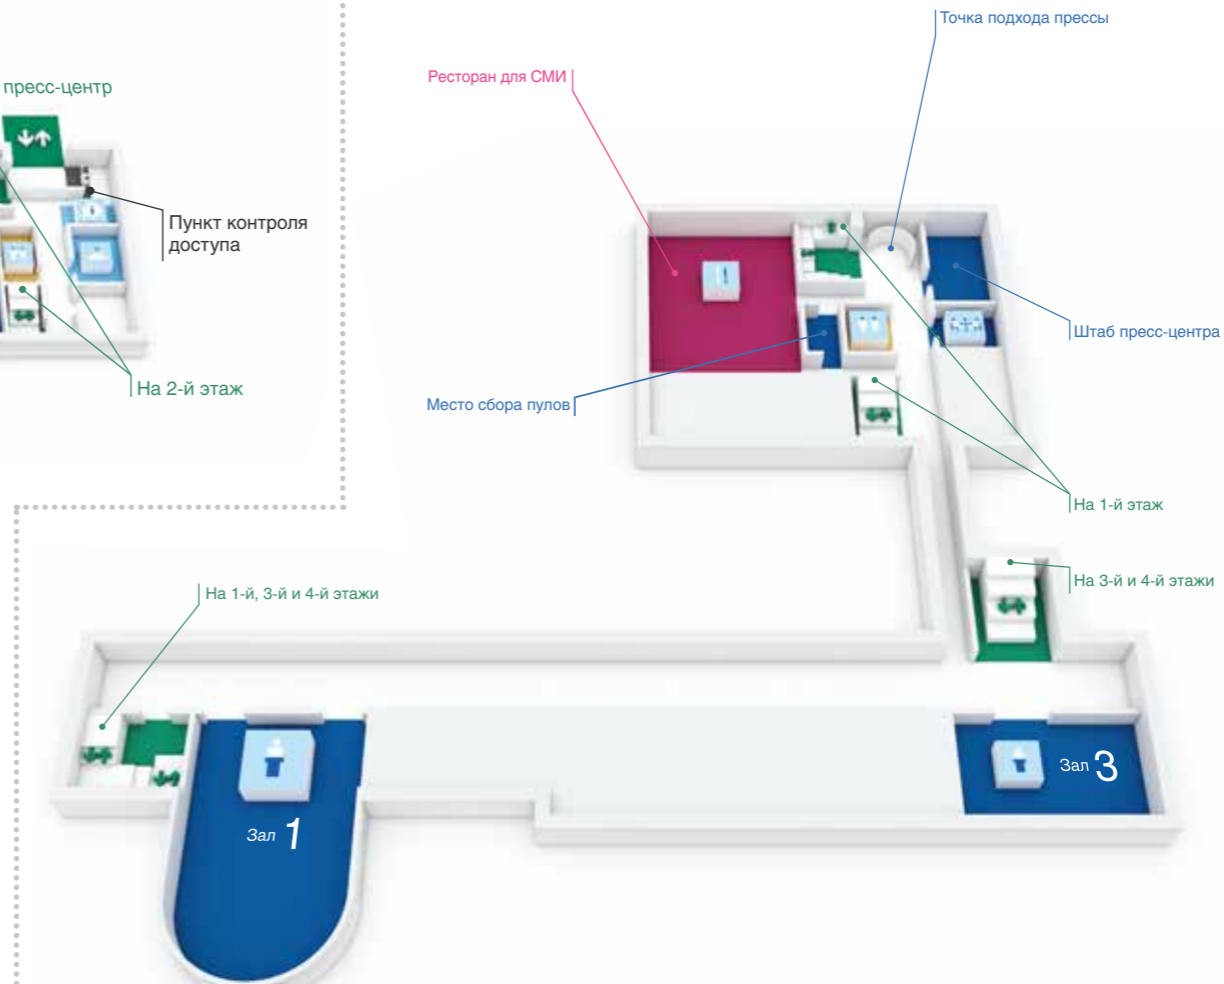 Точка подхода прессы
Ресторан для СМИ
пресс-центр
Пункт контроля
доступа
Штаб пресс-центра
На 2-й этаж
Место сбора пулов
На 1-й этаж
На 3-й и 4-й этажи
На 1-й, 3-й и 4-й этажи
Зал 3
Зал 1